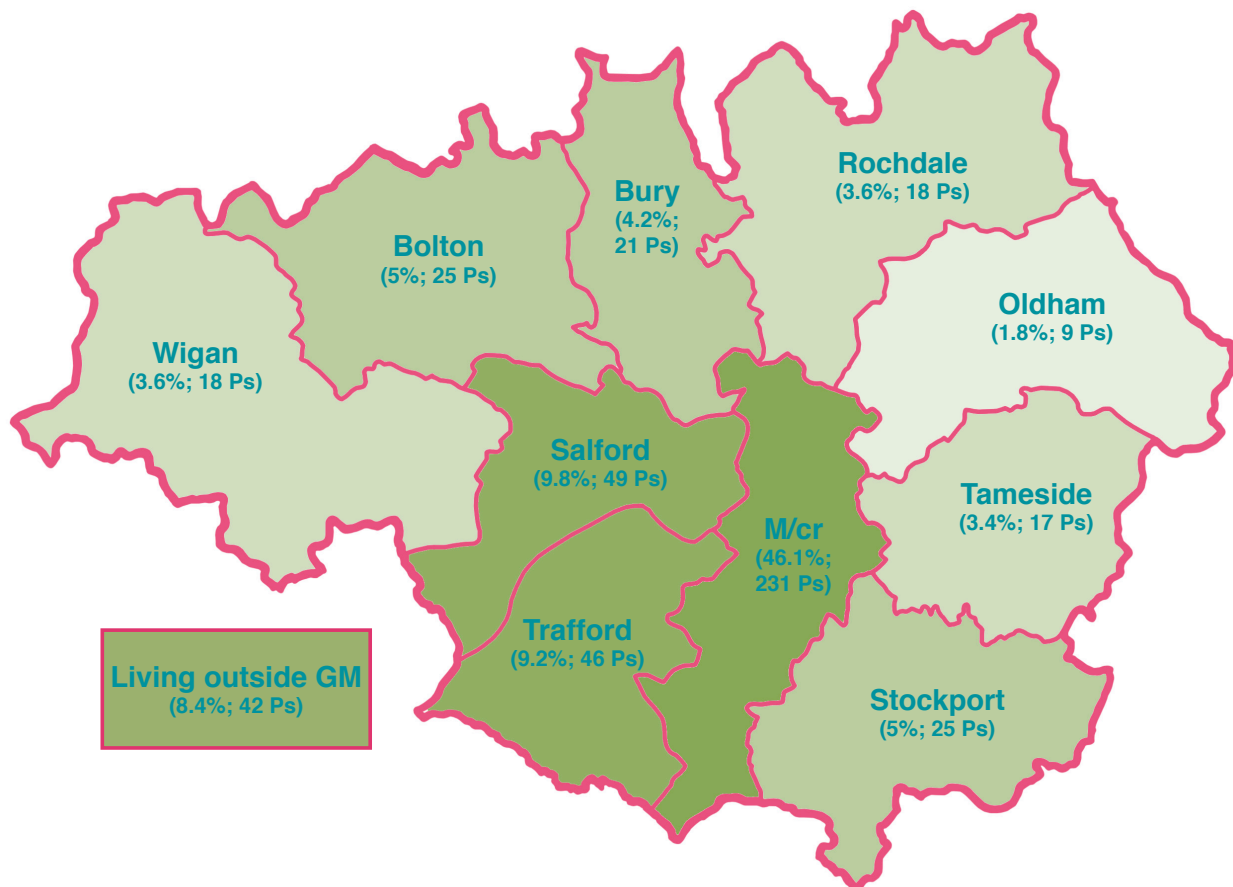 Rochdale
(3.6%; 18 Ps)
Bury
(4.2%;
21 Ps)
Bolton
(5%; 25 Ps)
Oldham
(1.8%; 9 Ps)
Wigan
(3.6%; 18 Ps)
Salford
(9.8%; 49 Ps)
Tameside
(3.4%; 17 Ps)
M/cr
(46.1%;
231 Ps)
Trafford
(9.2%; 46 Ps)
Living outside GM
(8.4%; 42 Ps)
Stockport
(5%; 25 Ps)